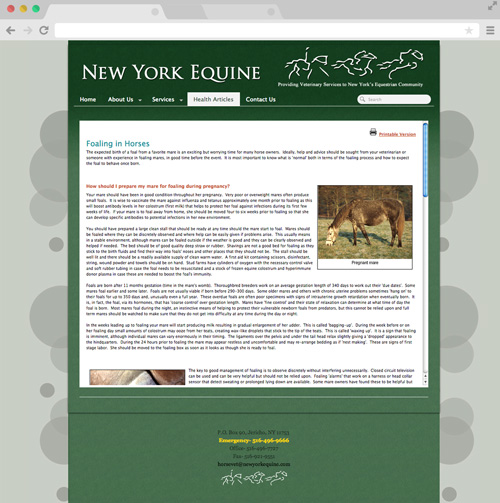 NEW YORK EQUINE
Providing Veterinary Services to New York's Equestrian Community
Home About Us Services Health Articles Contact Us Search
Printable Version
Foaling in Horses
The expected birth of a foal from a favorite mare is an exciting but worrying time for many horse owners. Ideally, help and advice should be sought from your veterinarian or
someone with experience in foaling mares, in good time before the event. It is most important to know what is 'normal' both in terms of the foaling process and how to expect
the foal to behave once born.
How should I prepare my mare for foaling during pregnancy?
Your mare should have been in good condition throughout her pregnancy. Very poor or overweight mares often produce
small foals. It is wise to vaccinate the mare against influenza and tetanus approximately one month prior to foaling as this
will boost antibody levels in her colostrum (first milk) that helps to protect her foal against infections during its first few
weeks of life. If your mare is to foal away from home, she should be moved four to six weeks prior to foaling so that she
can develop specific antibodies to potential infections in her new environment.
Pregnant mare
You should have prepared a large clean stall that should be ready at any time should the mare start to foal. Mares should
be foaled where they can be discreetly observed and where help can be easily given if problems arise. This usually means
in a stable environment, although mares can be foaled outside if the weather is good and they can be clearly observed and
helped if needed. The bed should be of good quality deep straw or rubber. Shavings are not a good bed for foaling as they
stick to the birth fluids and find their way into foals' noses and other places that they should not be. The stall should be
well lit and there should be a readily available supply of clean warm water. A first aid kit containing scissors, disinfectant,
string, wound powder and towels should be on hand. Stud farms have cylinders of oxygen with the necessary control valve
and soft rubber tubing in case the foal needs to be resuscitated and a stock of frozen equine colostrum and hyperimmune
donor plasma in case these are needed to boost the foal's immunity.
Foals are born after 11 months gestation (time in the mare's womb). Thoroughbred breeders work on an average gestation length of 340 days to work out their 'due dates'. Some
mares foal earlier and some later. Foals are not usually viable if born before 290-300 days. Some older mares and others with chronic uterine problems sometimes 'hang on' to
their foals for up to 350 days and, unusually even a full year. These overdue foals are often poor specimens with signs of intrauterine growth retardation when eventually born. It
is, in fact, the foal, via its hormones, that has 'coarse control' over gestation length. Mares have 'fine control' and their state of relaxation can determine at what time of day the
foal is born. Most mares foal during the night, an instinctive means of helping to protect their vulnerable newborn foals from predators, but this cannot be relied upon and full
term mares should be watched to make sure that they do not get into difficulty at any time during the day or night.
In the weeks leading up to foaling your mare will start producing milk resulting in gradual enlargement of her udder. This is called 'bagging-up'. During the week before or on
her foaling day small amounts of colostrum may ooze from her teats, creating wax-like droplets that stick to the tip of the teats. This is called 'waxing up'. It is a sign that foaling
is imminent, although individual mares can vary enormously in their timing. The ligaments over the pelvis and under the tail head relax slightly giving a 'dropped' appearance to
the hindquarters. During the 24 hours prior to foaling the mare may appear restless and uncomfortable and may re-arrange bedding as if 'nest making'. These are signs of first
stage labor. She should be moved to the foaling box as soon as it looks as though she is ready to foal.
The key to good management of foaling is to observe discreetly without interfering unnecessarily. Closed circuit television
can be used and can be very helpful but should not be relied upon. Foaling 'alarms' that work on a harness or head collar
sensor that detect sweating or prolonged lying down are available. Some mare owners have found these to be helpful but
Emergency- 516-496-9666